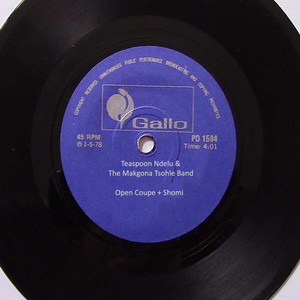 COPYRIGHT RESERVED. UNAUTHORISED PUBLIC PERFORMANCE BROADCASTING AND COPYING PROHIBITED
Gallo
45 RPM
PD 1584
℗ 1-5-78
Time: 4:01
Teaspoon Ndelu &
The Makgona Tsohle Band
Open Coupe + Shomi